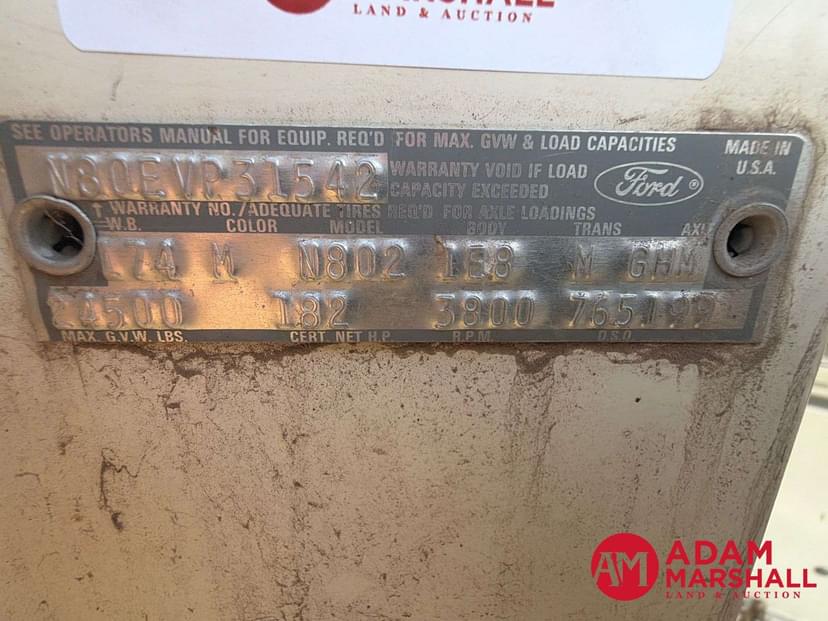 MARSHALL
LAND & AUCTION
SEE OPERATORS MANUAL FOR EQUIP. REQ'D FOR MAX. GVW & LOAD CAPACITIES
MADE IN
U.S.A.
N80EVP31542
WARRANTY VOID IF LOAD
CAPACITY EXCEEDED
Ford ®
† WARRANTY NO./ADEQUATE TIRES REQ'D FOR AXLE LOADINGS
W.B. COLOR MODEL BODY TRANS
174 M N802 1E8 M GHM
24500 182 3800
MAX. G.V.W. LBS. CERT. NET H.P. R.P.M. D.S.O.
AM ADAM
MARSHALL
LAND & AUCTION